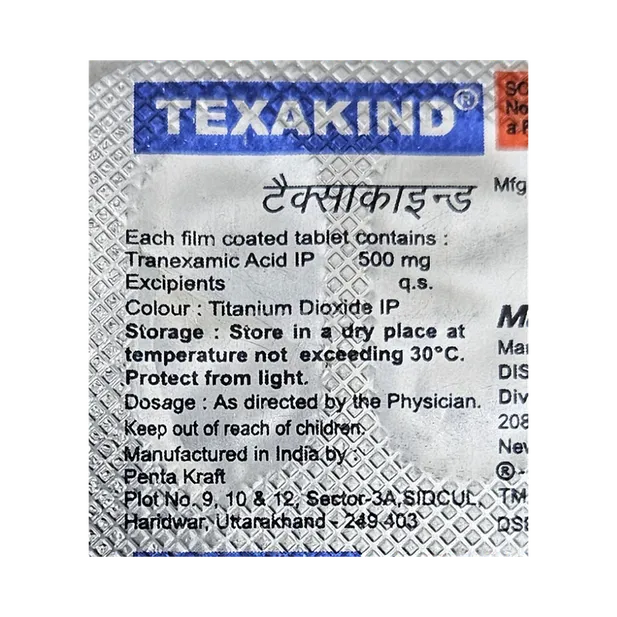 TEXAKIND®
टैक्साकाइन्ड
Each film coated tablet contains :
Tranexamic Acid IP 500 mg
Excipients q.s.
Colour : Titanium Dioxide IP
Storage : Store in a dry place at
temperature not exceeding 30°C.
Protect from light.
Dosage : As directed by the Physician.
Keep out of reach of children.
Manufactured in India by :
Penta Kraft
Plot No. 9, 10 & 12, Sector-3A, SIDCUL,
Haridwar, Uttarakhand - 249 403
Mfg
208
® -
TM